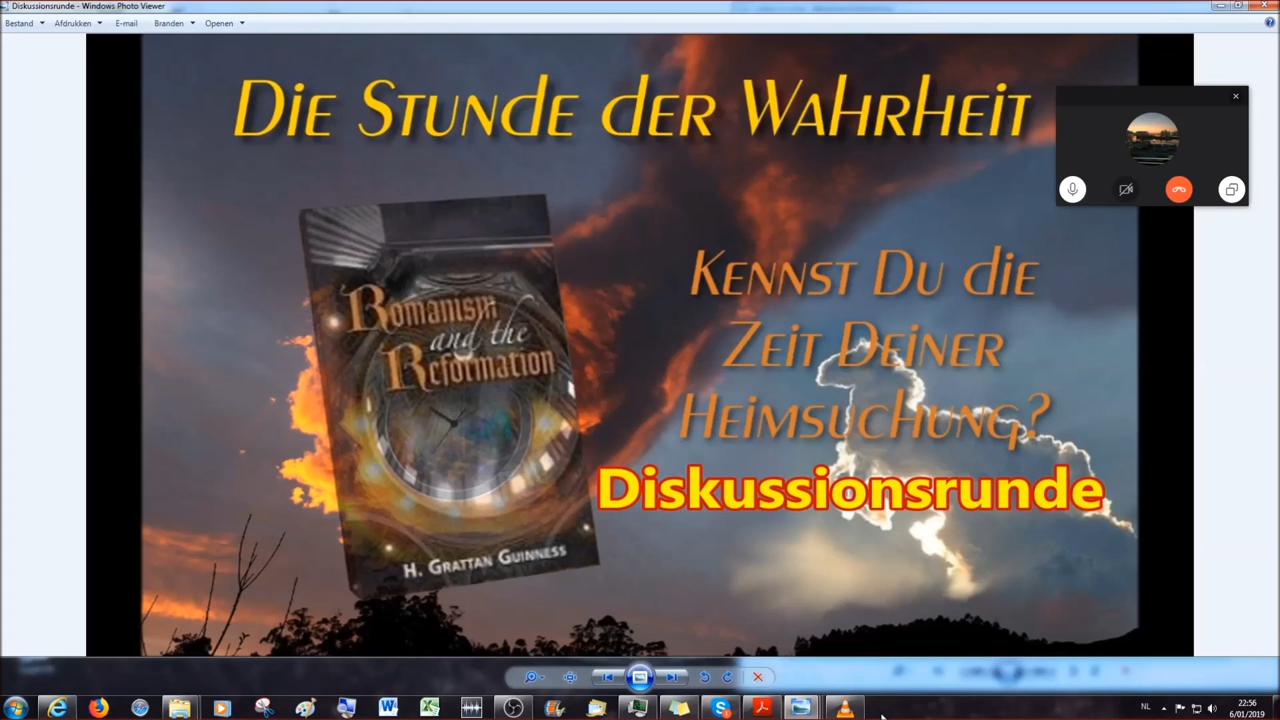 Diskussionsrunde - Windows Photo Viewer
Bestand Afdrukken E-mail Branden Openen
Die Stunde der Wahrheit
Romanism
and the
Reformation
H. Grattan Guinness
Kennst Du die
Zeit Deiner
Heimsuchung?
Diskussionsrunde
NL
22:56
6/01/2019